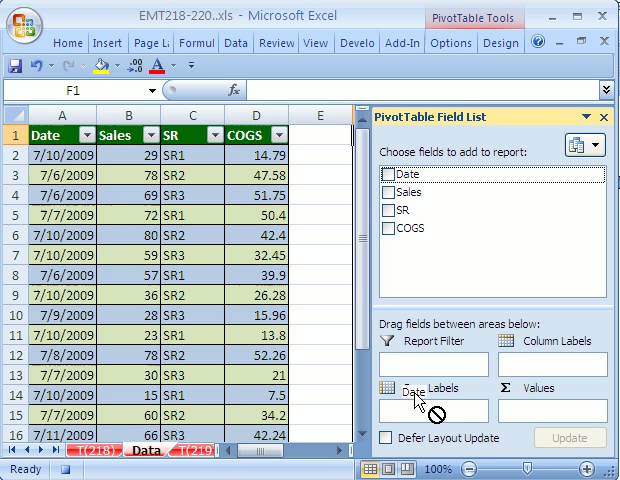 EMT218-220..xls - Microsoft Excel
PivotTable Tools
Home Insert Page La Formul Data Review View Develo Add-In Options Design
F1 fx
A B C D E
1 Date Sales SR COGS
2 7/10/2009 29 SR1 14.79
3 7/6/2009 78 SR2 47.58
4 7/6/2009 69 SR3 51.75
5 7/7/2009 72 SR1 50.4
6 7/10/2009 80 SR2 42.4
7 7/10/2009 59 SR3 32.45
8 7/6/2009 57 SR1 39.9
9 7/10/2009 36 SR2 26.28
10 7/9/2009 28 SR3 15.96
11 7/10/2009 23 SR1 13.8
12 7/8/2009 78 SR2 52.26
13 7/7/2009 30 SR3 21
14 7/10/2009 15 SR1 7.5
15 7/7/2009 60 SR2 34.2
16 7/11/2009 66 SR3 42.24
T(218) Data T(219
Ready
100%
PivotTable Field List
Choose fields to add to report:
Date
Sales
SR
COGS
Drag fields between areas below:
Report Filter
Column Labels
Date Labels
Σ Values
Defer Layout Update
Update